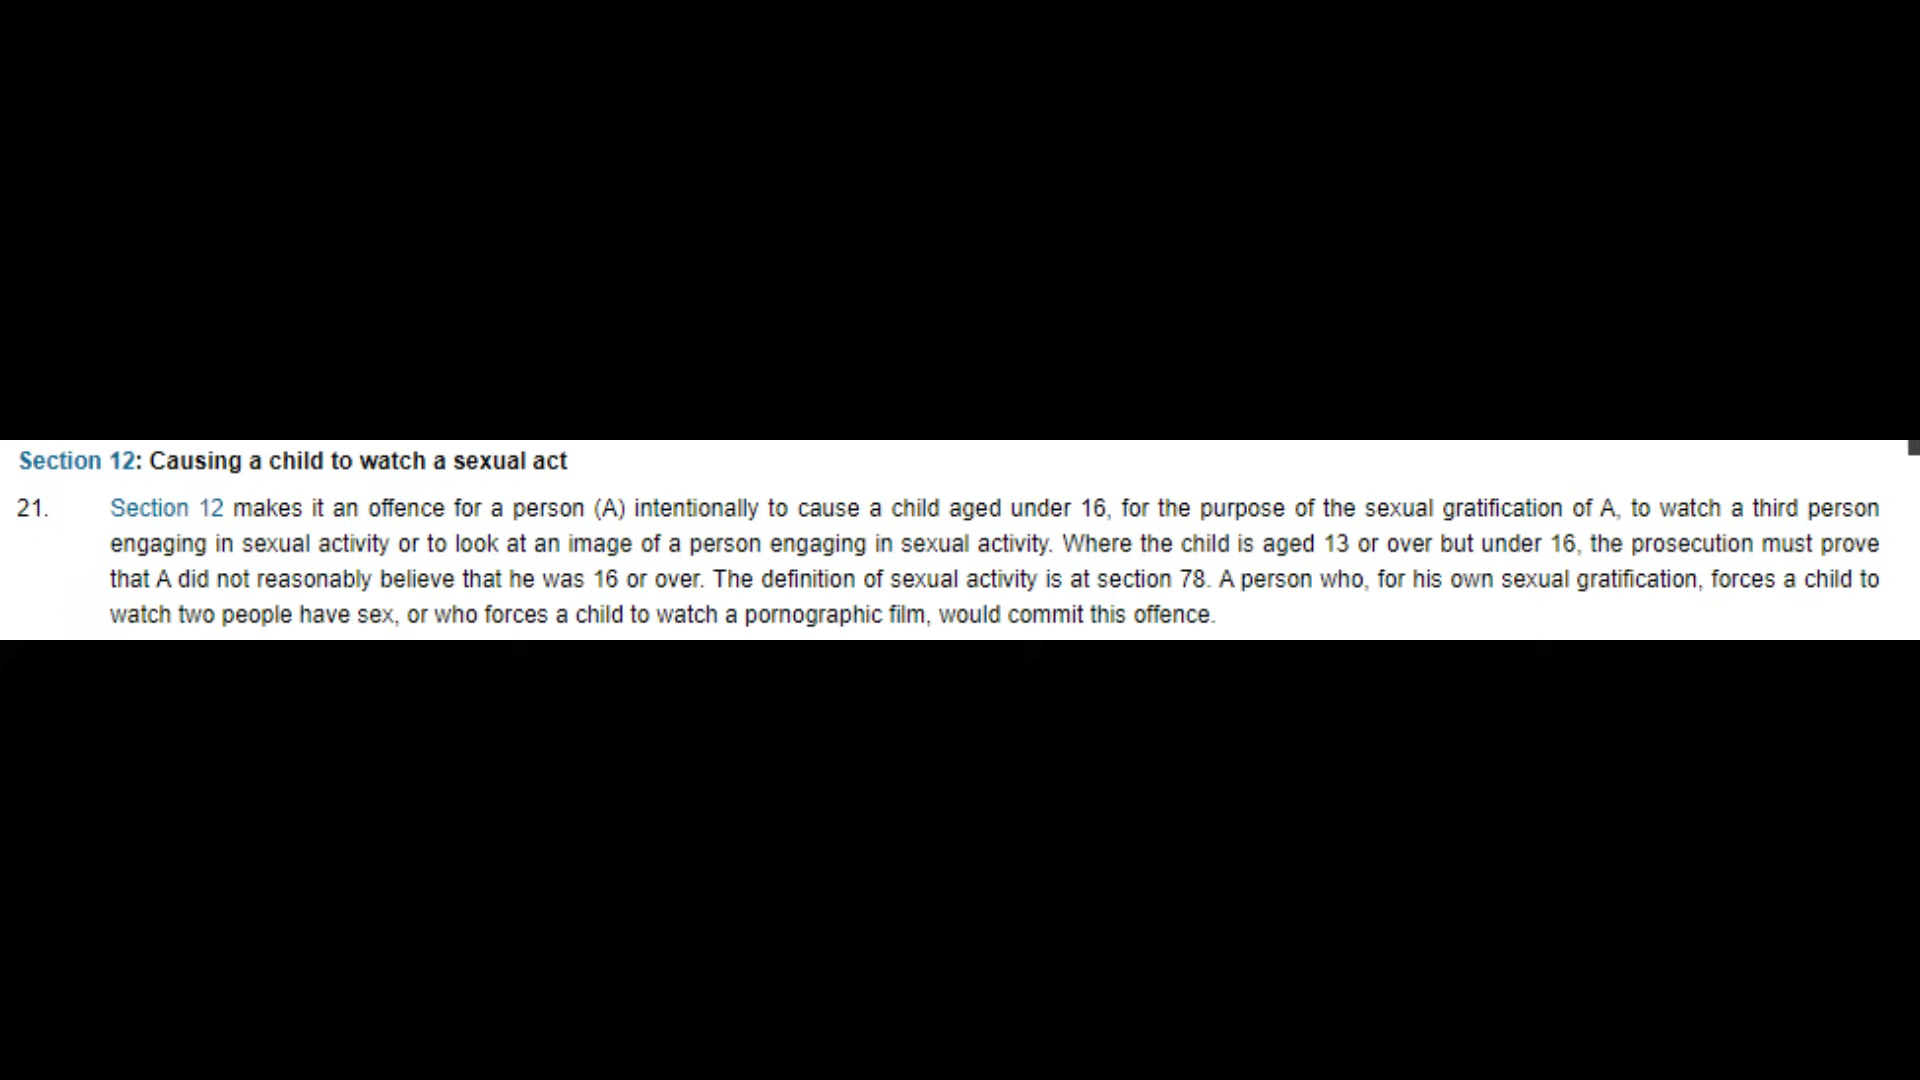 Section 12: Causing a child to watch a sexual act
21. Section 12 makes it an offence for a person (A) intentionally to cause a child aged under 16, for the purpose of the sexual gratification of A, to watch a third person
engaging in sexual activity or to look at an image of a person engaging in sexual activity. Where the child is aged 13 or over but under 16, the prosecution must prove
that A did not reasonably believe that he was 16 or over. The definition of sexual activity is at section 78. A person who, for his own sexual gratification, forces a child to
watch two people have sex, or who forces a child to watch a pornographic film, would commit this offence.